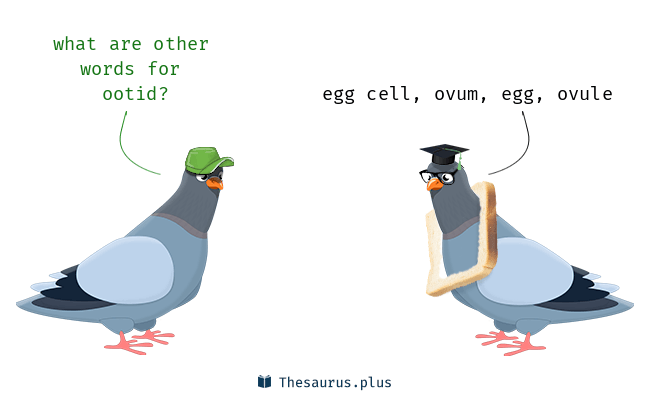 what are other
words for
ootid?
egg cell, ovum, egg, ovule
Thesaurus.plus